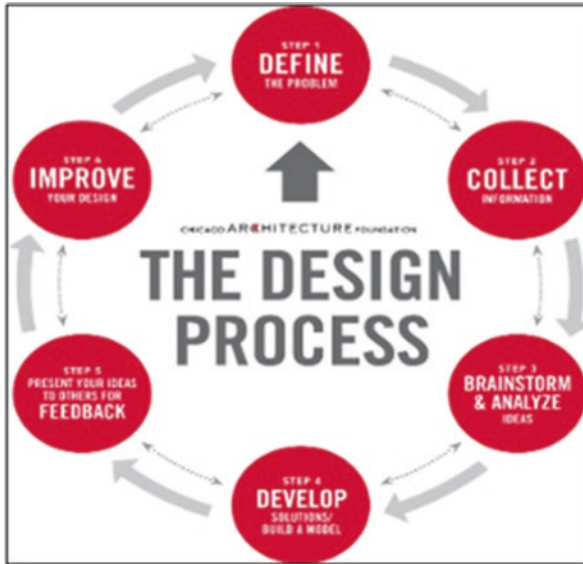 STEP 1
DEFINE
THE PROBLEM
STEP 2
COLLECT
INFORMATION
STEP 3
BRAINSTORM
& ANALYZE
IDEAS
STEP 4
DEVELOP
SOLUTIONS/
BUILD A MODEL
STEP 5
PRESENT YOUR IDEAS
TO OTHERS FOR
FEEDBACK
STEP 6
IMPROVE
YOUR DESIGN
CHICAGO ARCHITECTURE FOUNDATION
THE DESIGN
PROCESS